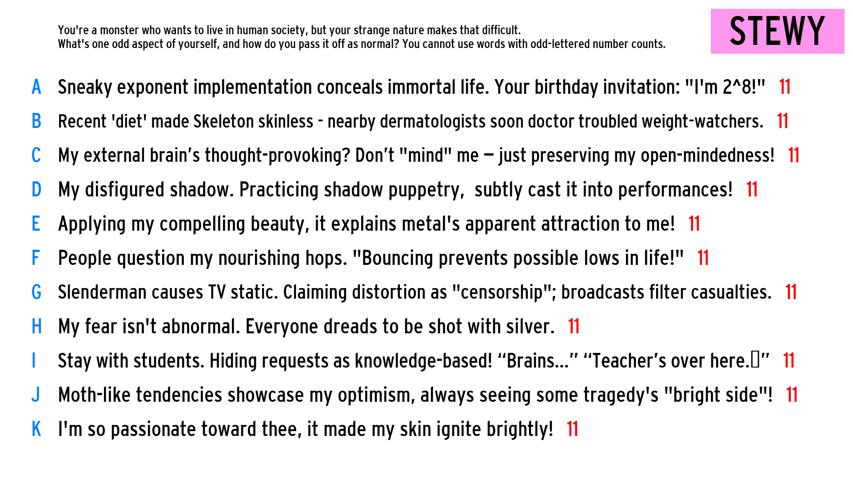 You're a monster who wants to live in human society, but your strange nature makes that difficult.
What's one odd aspect of yourself, and how do you pass it off as normal? You cannot use words with odd-lettered number counts.
STEWY
A Sneaky exponent implementation conceals immortal life. Your birthday invitation: "I'm 2^8!" 11
B Recent 'diet' made Skeleton skinless - nearby dermatologists soon doctor troubled weight-watchers. 11
C My external brain’s thought-provoking? Don’t "mind" me – just preserving my open-mindedness! 11
D My disfigured shadow. Practicing shadow puppetry, subtly cast it into performances! 11
E Applying my compelling beauty, it explains metal's apparent attraction to me! 11
F People question my nourishing hops. "Bouncing prevents possible lows in life!" 11
G Slenderman causes TV static. Claiming distortion as "censorship"; broadcasts filter casualties. 11
H My fear isn't abnormal. Everyone dreads to be shot with silver. 11
I Stay with students. Hiding requests as knowledge-based! “Brains...” “Teacher’s over here.▯” 11
J Moth-like tendencies showcase my optimism, always seeing some tragedy's "bright side"! 11
K I'm so passionate toward thee, it made my skin ignite brightly! 11